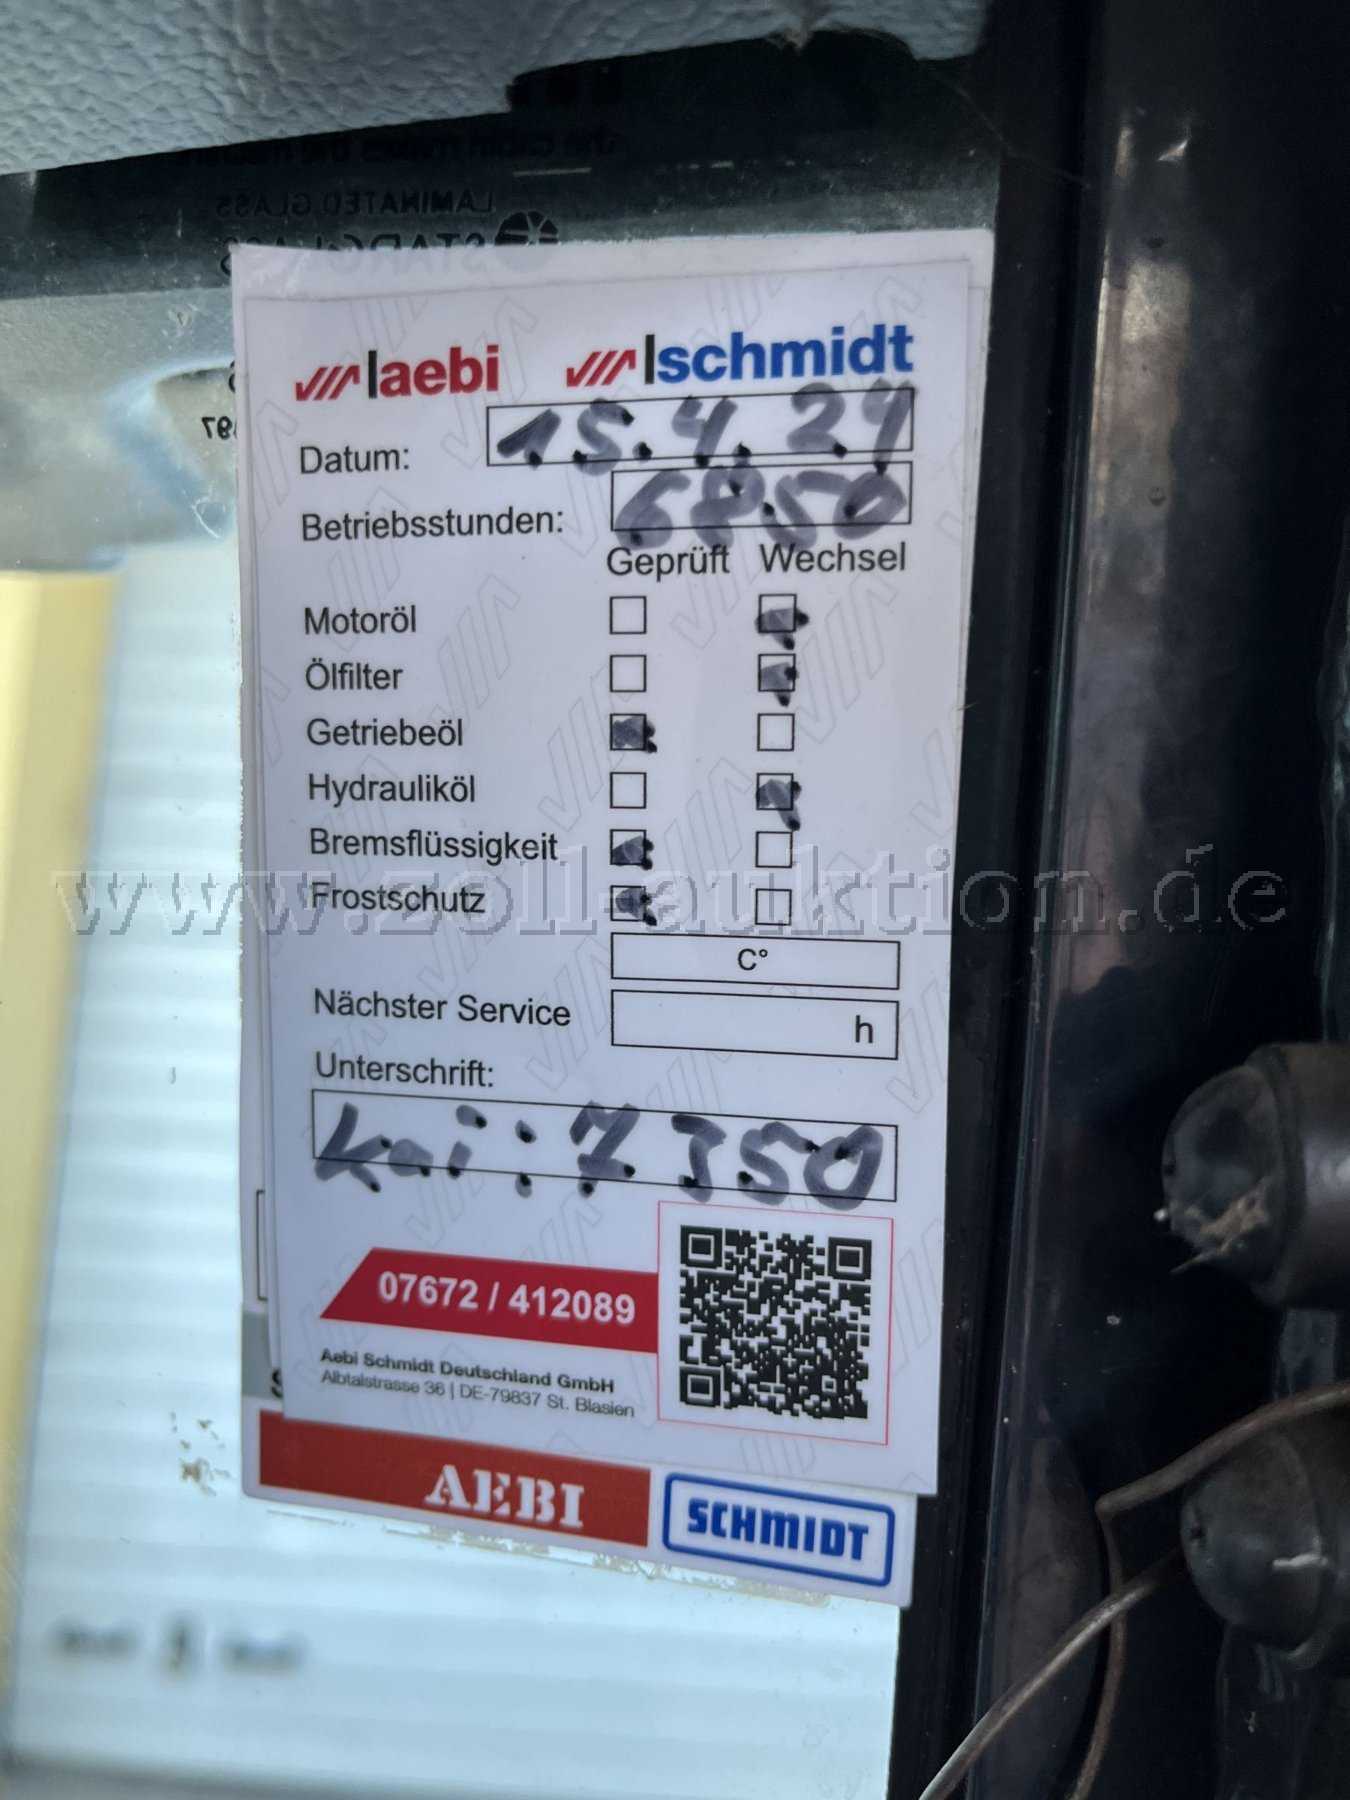 LAMINATED GLASS
aebi schmidt
Datum: 15.4.24
Betriebsstunden: 6850
Geprüft Wechsel
Motoröl
Ölfilter
Getriebeöl
Hydrauliköl
Bremsflüssigkeit
www.zoll-auktion.de
Frostschutz
C°
Nächster Service h
Unterschrift:
kai: 7350
07672 / 412089
Aebi Schmidt Deutschland GmbH
Albtalstrasse 36 | DE-79837 St. Blasien
AEBI SCHMIDT